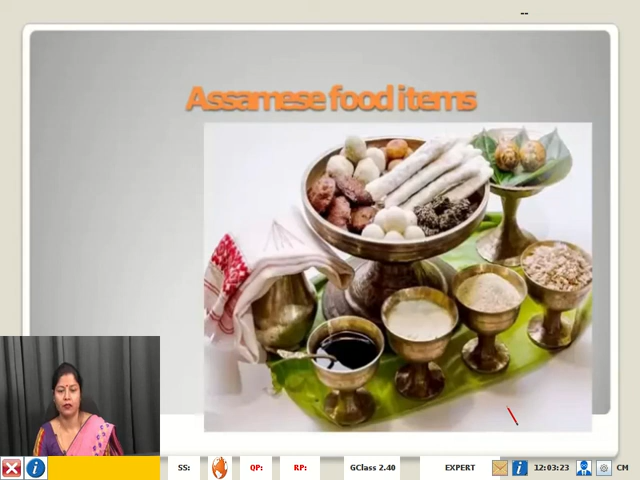 --
Assamese food items
SS:
QP:
RP:
GClass 2.40
EXPERT
12:03:23
CM